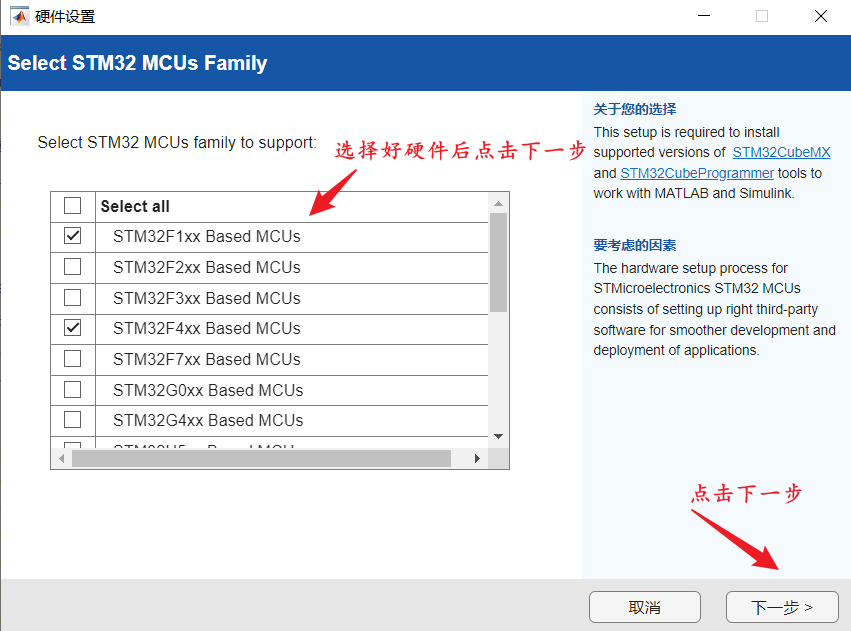 硬件设置
Select STM32 MCUs Family
Select STM32 MCUs family to support:
选择好硬件后点击下一步
Select all
STM32F1xx Based MCUs
STM32F2xx Based MCUs
STM32F3xx Based MCUs
STM32F4xx Based MCUs
STM32F7xx Based MCUs
STM32G0xx Based MCUs
STM32G4xx Based MCUs
关于您的选择
This setup is required to install
supported versions of STM32CubeMX
and STM32CubeProgrammer tools to
work with MATLAB and Simulink.
要考虑的因素
The hardware setup process for
STMicroelectronics STM32 MCUs
consists of setting up right third-party
software for smoother development and
deployment of applications.
点击下一步
取消
下一步 >